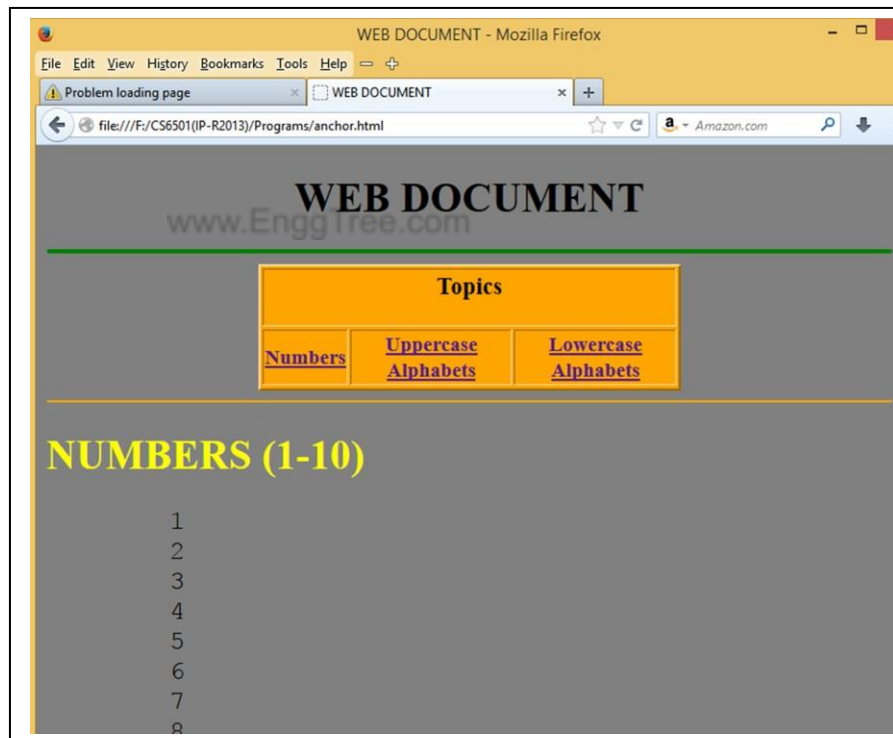 WEB DOCUMENT - Mozilla Firefox
File Edit View History Bookmarks Tools Help
Problem loading page
WEB DOCUMENT
file:///F:/CS6501(IP-R2013)/Programs/anchor.html
Amazon.com
WEB DOCUMENT
www.EnggTree.com
Topics
Numbers
Uppercase
Alphabets
Lowercase
Alphabets
NUMBERS (1-10)
1
2
3
4
5
6
7
8